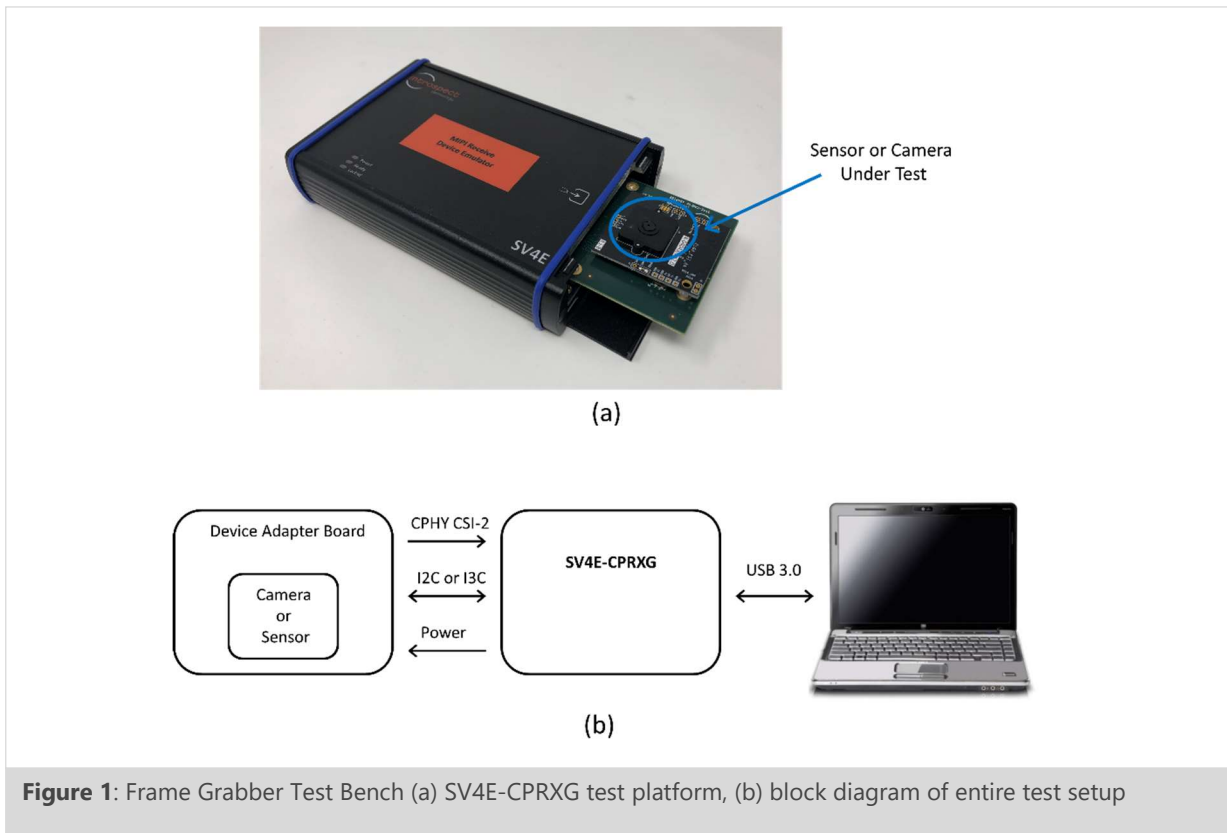 introspect
MIPI Receive
Device Emulator
SV4E
Sensor or Camera
Under Test
(a)
Device Adapter Board
Camera
or
Sensor
CPHY CSI-2
I2C or I3C
Power
SV4E-CPRXG
USB 3.0
(b)
Figure 1: Frame Grabber Test Bench (a) SV4E-CPRXG test platform, (b) block diagram of entire test setup